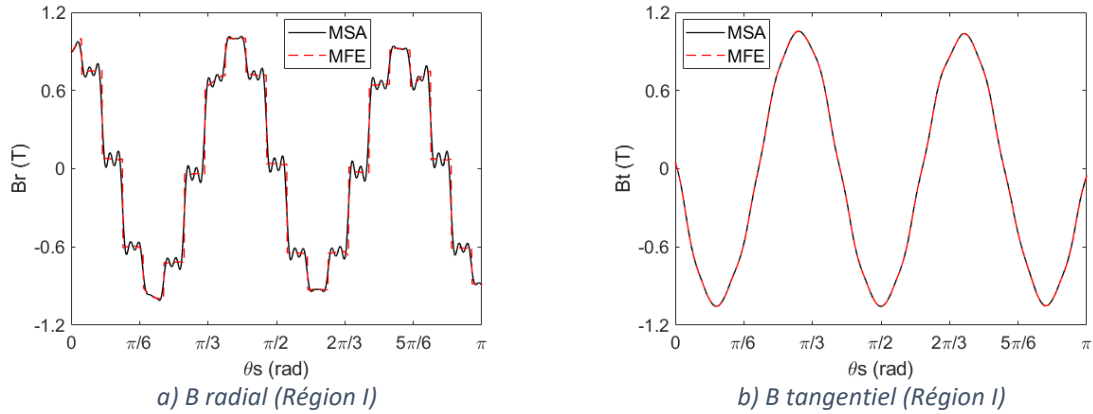 1.2
0.6
0
-0.6
-1.2
Br (T)
MSA
MFE
0
π/6
π/3
π/2
2π/3
5π/6
π
θs (rad)
a) B radial (Région I)
1.2
0.6
0
-0.6
-1.2
Bt (T)
MSA
MFE
0
π/6
π/3
π/2
2π/3
5π/6
π
θs (rad)
b) B tangentiel (Région I)